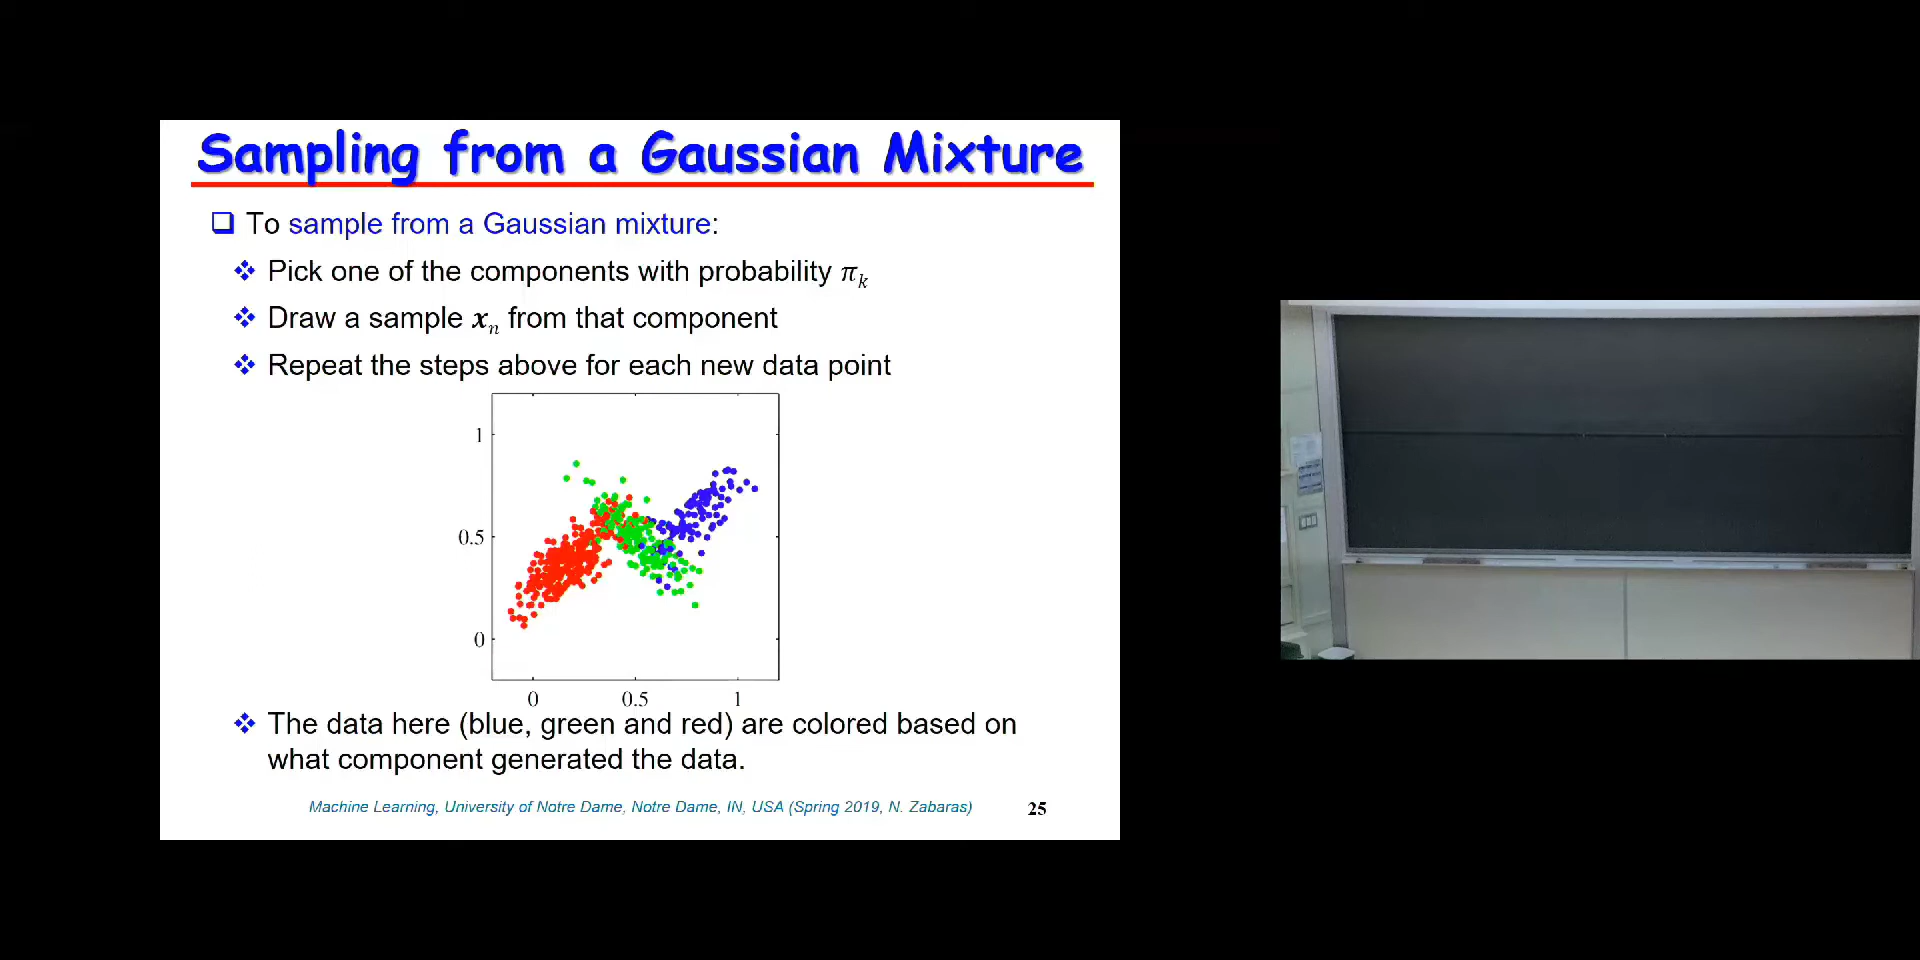 Sampling from a Gaussian Mixture
❑ To sample from a Gaussian mixture:
❖ Pick one of the components with probability πₖ
❖ Draw a sample xₙ from that component
❖ Repeat the steps above for each new data point
1
0.5
0
0 0.5 1
❖ The data here (blue, green and red) are colored based on
what component generated the data.
Machine Learning, University of Notre Dame, Notre Dame, IN, USA (Spring 2019, N. Zabaras) 25